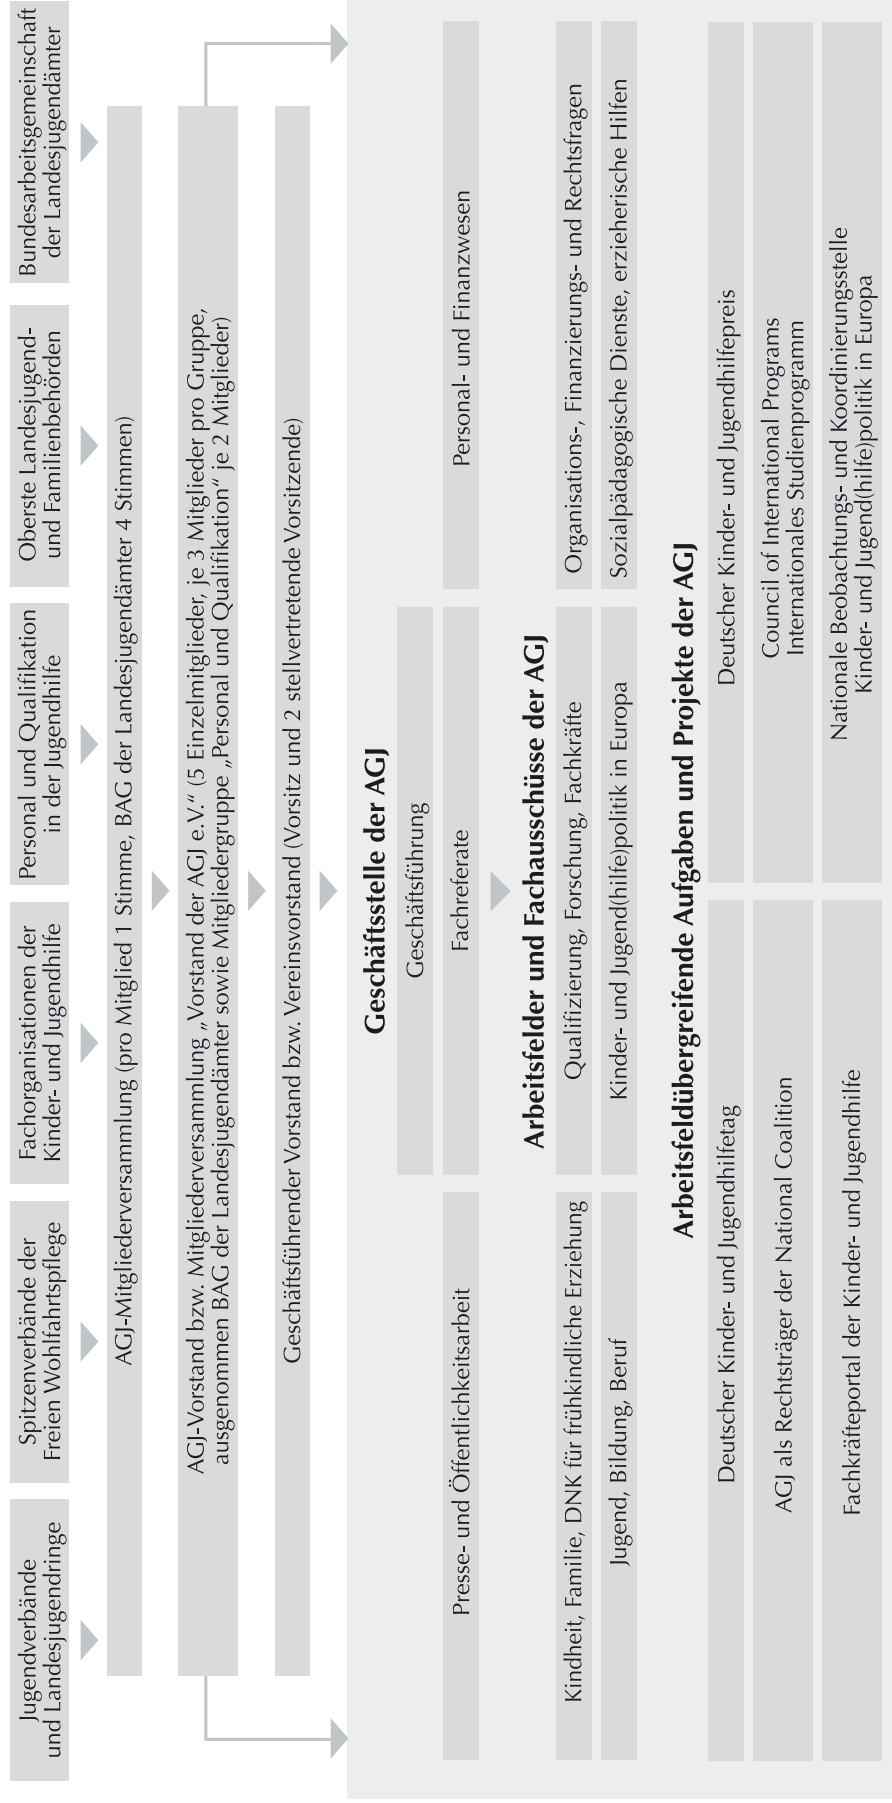 Jugendverbände
und Landesjugendringe
Spitzenverbände der
Freien Wohlfahrtspflege
Fachorganisationen der
Kinder- und Jugendhilfe
Personal und Qualifikation
in der Jugendhilfe
Oberste Landesjugend-
und Familienbehörden
Bundesarbeitsgemeinschaft
der Landesjugendämter
AGJ-Mitgliederversammlung (pro Mitglied 1 Stimme, BAG der Landesjugendämter 4 Stimmen)
AGJ-Vorstand bzw. Mitgliederversammlung „Vorstand der AGJ e.V.“ (5 Einzelmitglieder, je 3 Mitglieder pro Gruppe,
ausgenommen BAG der Landesjugendämter sowie Mitgliedergruppe „Personal und Qualifikation“ je 2 Mitglieder)
Geschäftsführender Vorstand bzw. Vereinsvorstand (Vorsitz und 2 stellvertretende Vorsitzende)
Geschäftsstelle der AGJ
Geschäftsführung
Presse- und Öffentlichkeitsarbeit
Fachreferate
Personal- und Finanzwesen
Arbeitsfelder und Fachausschüsse der AGJ
Kindheit, Familie, DNK für frühkindliche Erziehung
Qualifizierung, Forschung, Fachkräfte
Organisations-, Finanzierungs- und Rechtsfragen
Jugend, Bildung, Beruf
Kinder- und Jugend(hilfe)politik in Europa
Sozialpädagogische Dienste, erzieherische Hilfen
Arbeitsfeldübergreifende Aufgaben und Projekte der AGJ
Deutscher Kinder- und Jugendhilfetag
Deutscher Kinder- und Jugendhilfepreis
AGJ als Rechtsträger der National Coalition
Council of International Programs
Internationales Studienprogramm
Fachkräfteportal der Kinder- und Jugendhilfe
Nationale Beobachtungs- und Koordinierungsstelle
Kinder- und Jugend(hilfe)politik in Europa